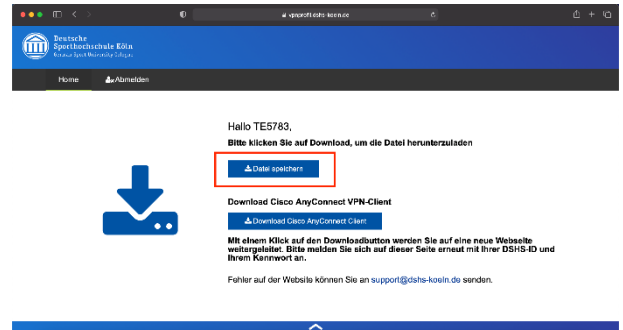 vpnprofil.dshs-koeln.de
Deutsche
Sporthochschule Köln
German Sport University Cologne
Home Abmelden
Hallo TE5783,
Bitte klicken Sie auf Download, um die Datei herunterzuladen
Datei speichern
Download Cisco AnyConnect VPN-Client
Download Cisco AnyConnect Client
Mit einem Klick auf den Downloadbutton werden Sie auf eine neue Webseite
weitergeleitet. Bitte melden Sie sich auf dieser Seite erneut mit Ihrer DSHS-ID und
Ihrem Kennwort an.
Fehler auf der Website können Sie an support@dshs-koeln.de senden.